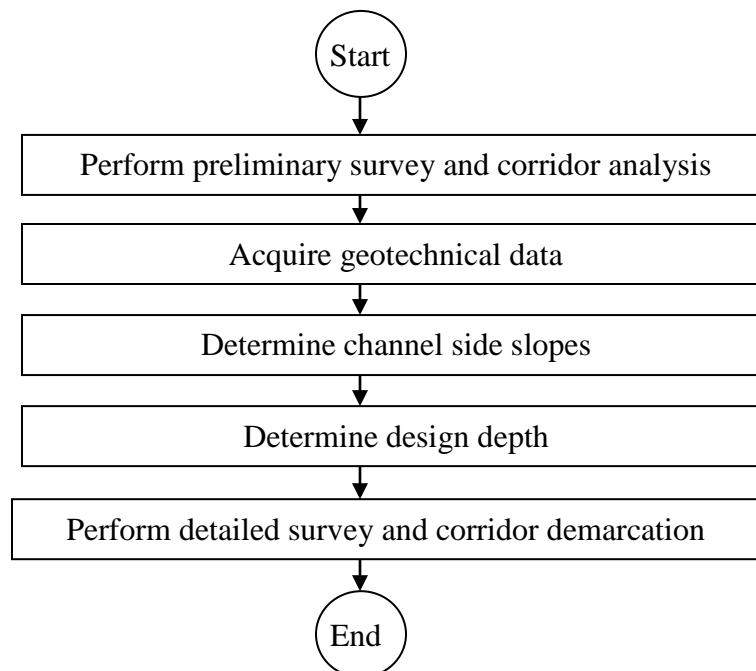 Start
Perform preliminary survey and corridor analysis
Acquire geotechnical data
Determine channel side slopes
Determine design depth
Perform detailed survey and corridor demarcation
End